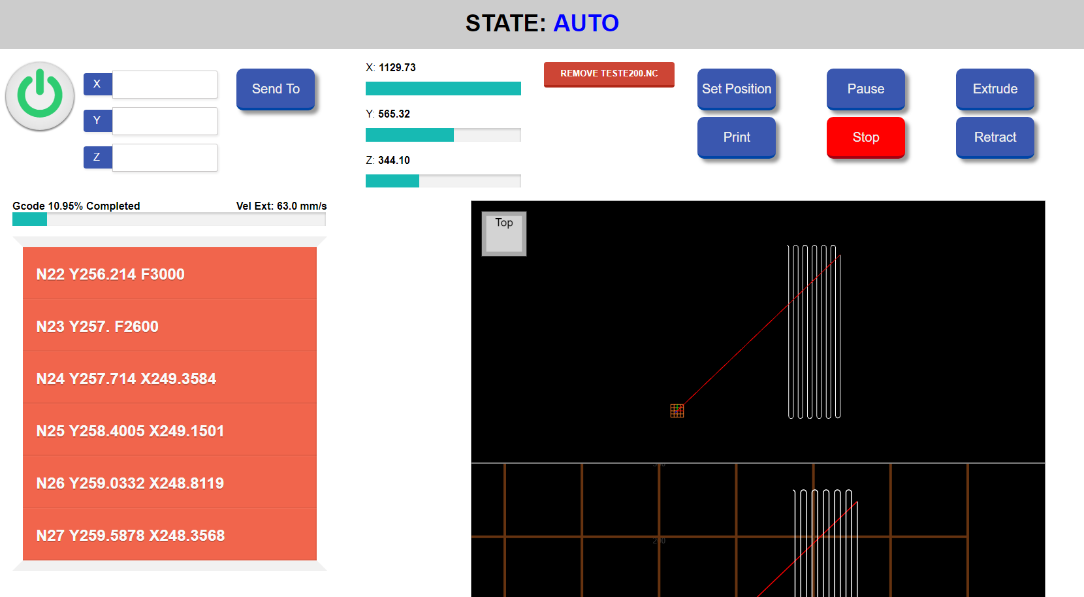 STATE: AUTO
X
Y
Z
Send To
X: 1129.73
Y: 565.32
Z: 344.10
REMOVE TESTE200.NC
Set Position
Pause
Extrude
Print
Stop
Retract
Gcode 10.95% Completed
Vel Ext: 63.0 mm/s
N22 Y256.214 F3000
N23 Y257. F2600
N24 Y257.714 X249.3584
N25 Y258.4005 X249.1501
N26 Y259.0332 X248.8119
N27 Y259.5878 X248.3568
Top